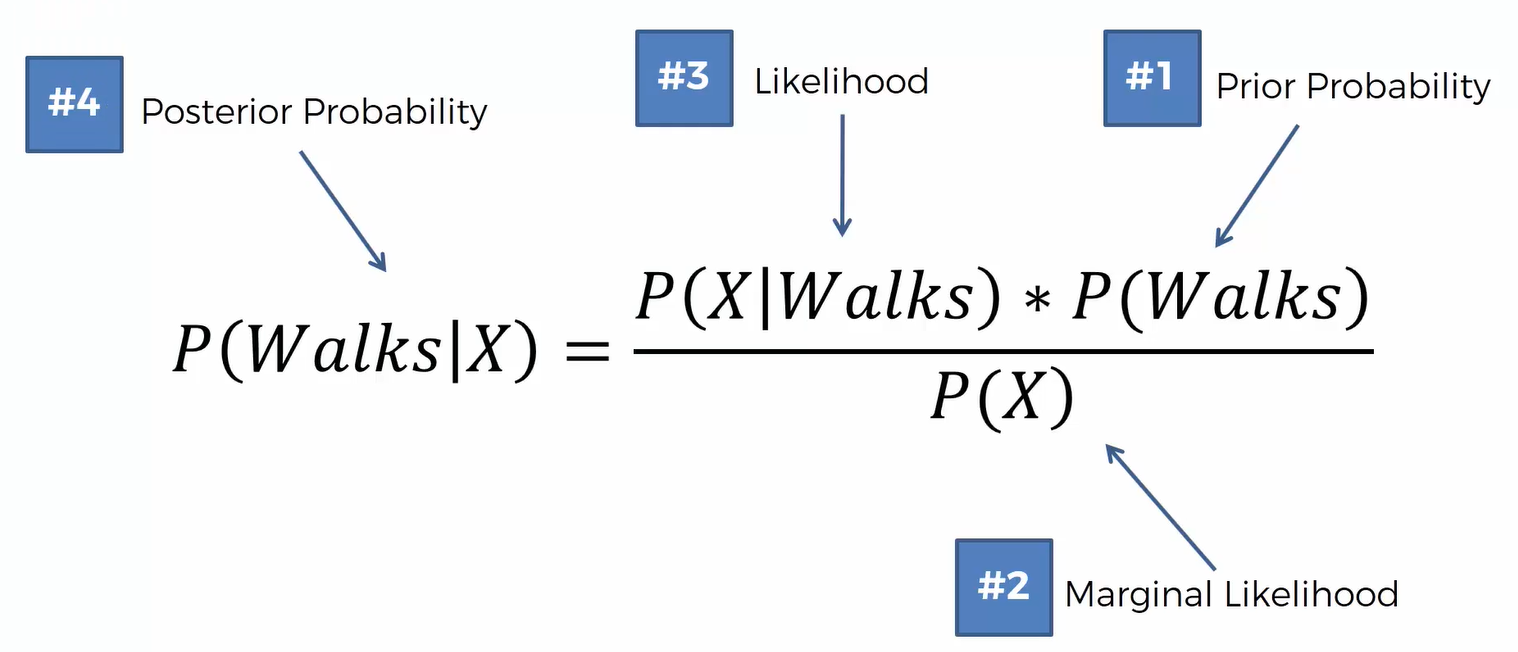 #4 Posterior Probability
#3 Likelihood
#1 Prior Probability
P(Walks|X) = P(X|Walks) * P(Walks)
P(X)
#2 Marginal Likelihood